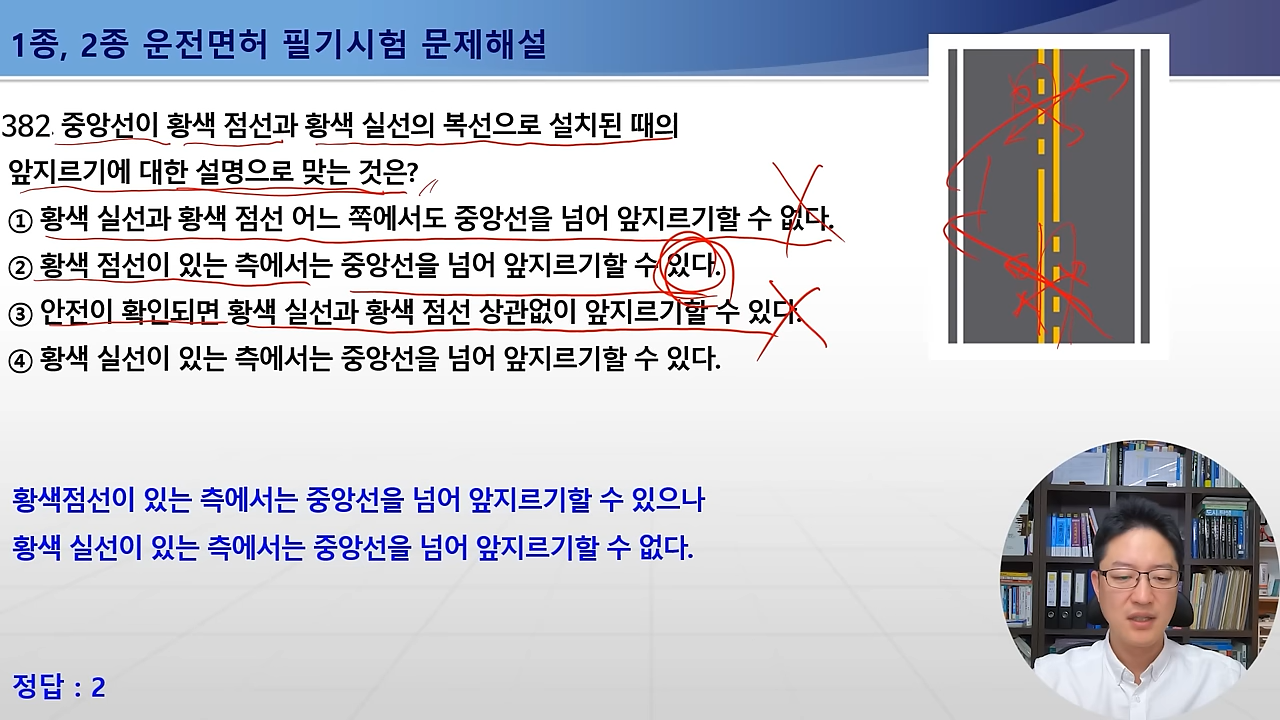 1종, 2종 운전면허 필기시험 문제해설
382. 중앙선이 황색 점선과 황색 실선의 복선으로 설치된 때의
앞지르기에 대한 설명으로 맞는 것은?
① 황색 실선과 황색 점선 어느 쪽에서도 중앙선을 넘어 앞지르기할 수 없다.
② 황색 점선이 있는 측에서는 중앙선을 넘어 앞지르기할 수 있다.
③ 안전이 확인되면 황색 실선과 황색 점선 상관없이 앞지르기할 수 있다.
④ 황색 실선이 있는 측에서는 중앙선을 넘어 앞지르기할 수 있다.
황색점선이 있는 측에서는 중앙선을 넘어 앞지르기할 수 있으나
황색 실선이 있는 측에서는 중앙선을 넘어 앞지르기할 수 없다.
정답 : 2